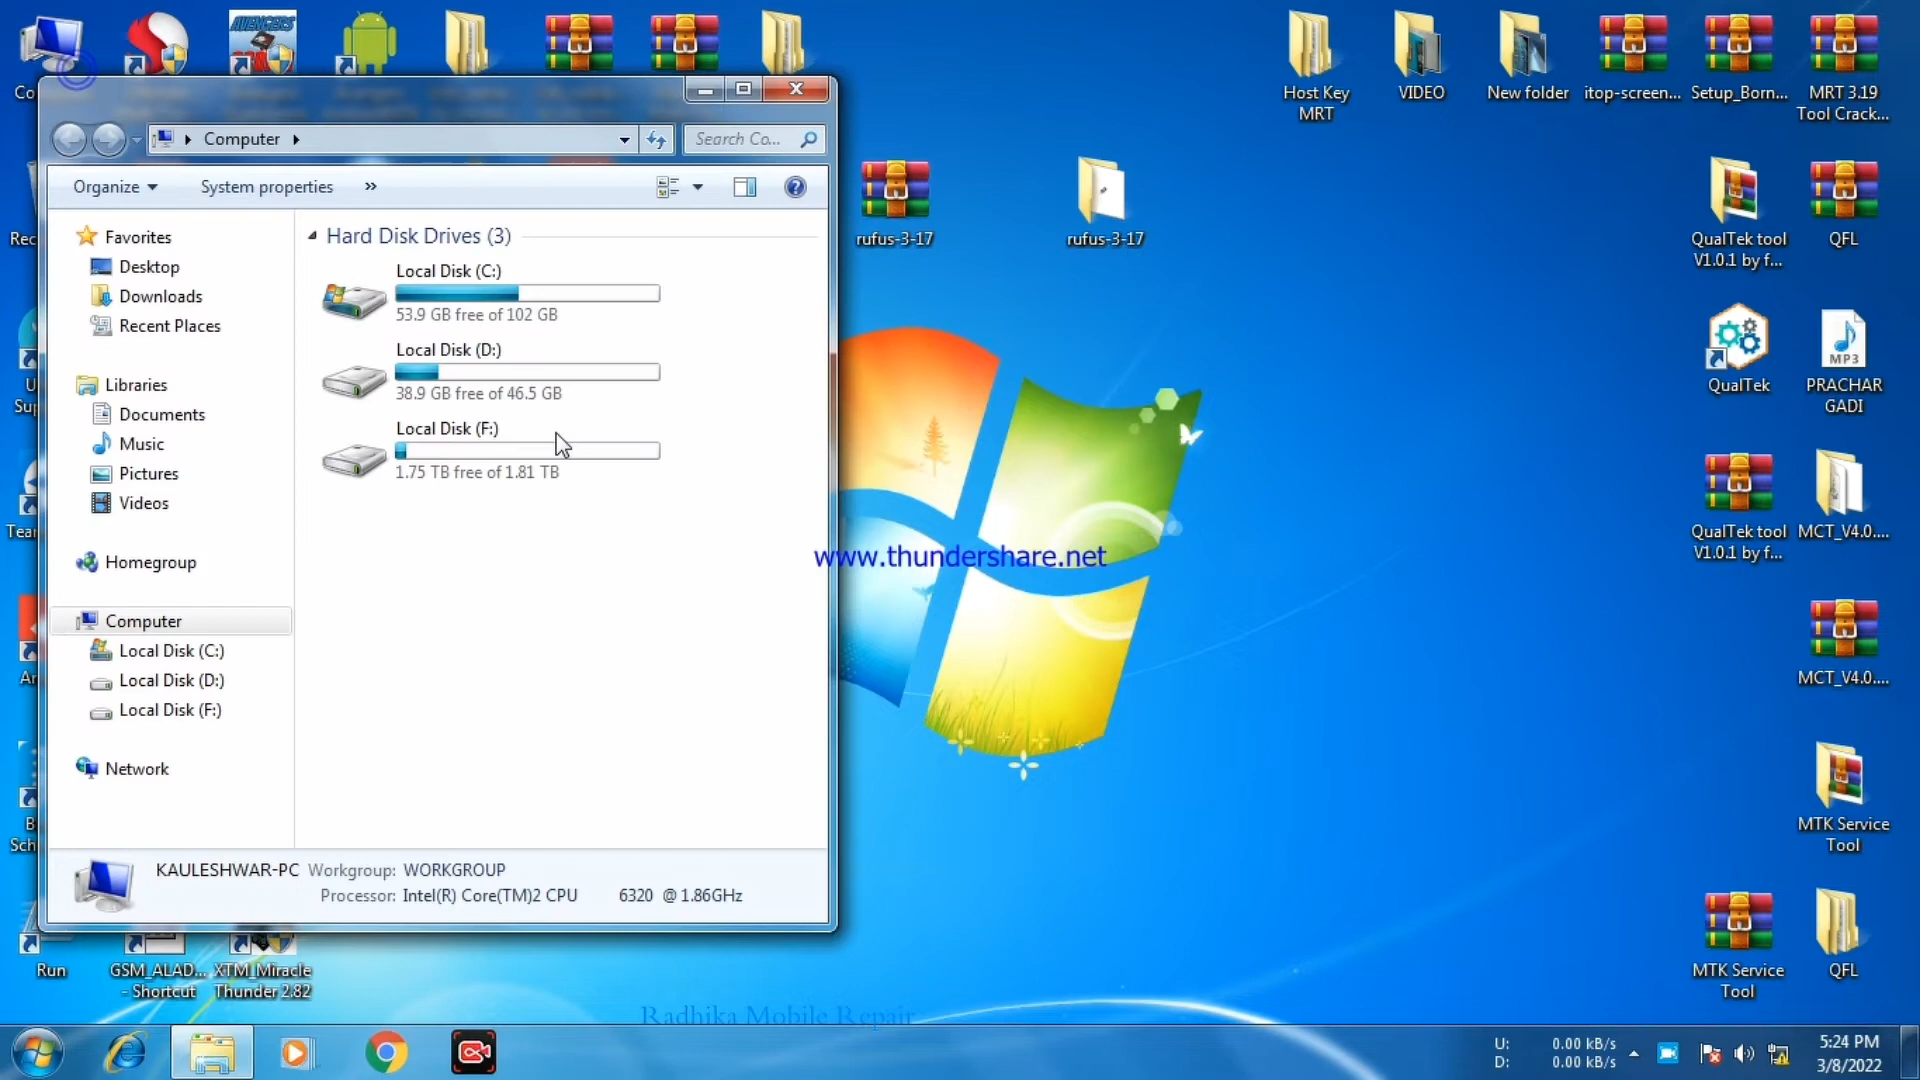 AVENGERS
Host Key
MRT
VIDEO
New folder
itop-screen...
Setup_Born...
MRT 3.19
Tool Crack...
Computer
Search Co...
Organize
System properties
»
rufus-3-17
rufus-3-17
QualTek tool
V1.0.1 by f...
QFL
Favorites
Desktop
Downloads
Recent Places
Libraries
Documents
Music
Pictures
Videos
Homegroup
Computer
Local Disk (C:)
Local Disk (D:)
Local Disk (F:)
Network
Hard Disk Drives (3)
Local Disk (C:)
53.9 GB free of 102 GB
Local Disk (D:)
38.9 GB free of 46.5 GB
Local Disk (F:)
1.75 TB free of 1.81 TB
KAULESHWAR-PC Workgroup: WORKGROUP
Processor: Intel(R) Core(TM)2 CPU 6320 @ 1.86GHz
www.thundershare.net
QualTek
MP3
PRACHAR
GADI
QualTek tool
V1.0.1 by f...
MCT_V4.0....
MCT_V4.0....
MTK Service
Tool
MTK Service
Tool
QFL
Run
GSM_ALAD...
- Shortcut
XTM_Miracle
Thunder 2.82
Radhika Mobile Repair
U: 0.00 kB/s
D: 0.00 kB/s
5:24 PM
3/8/2022